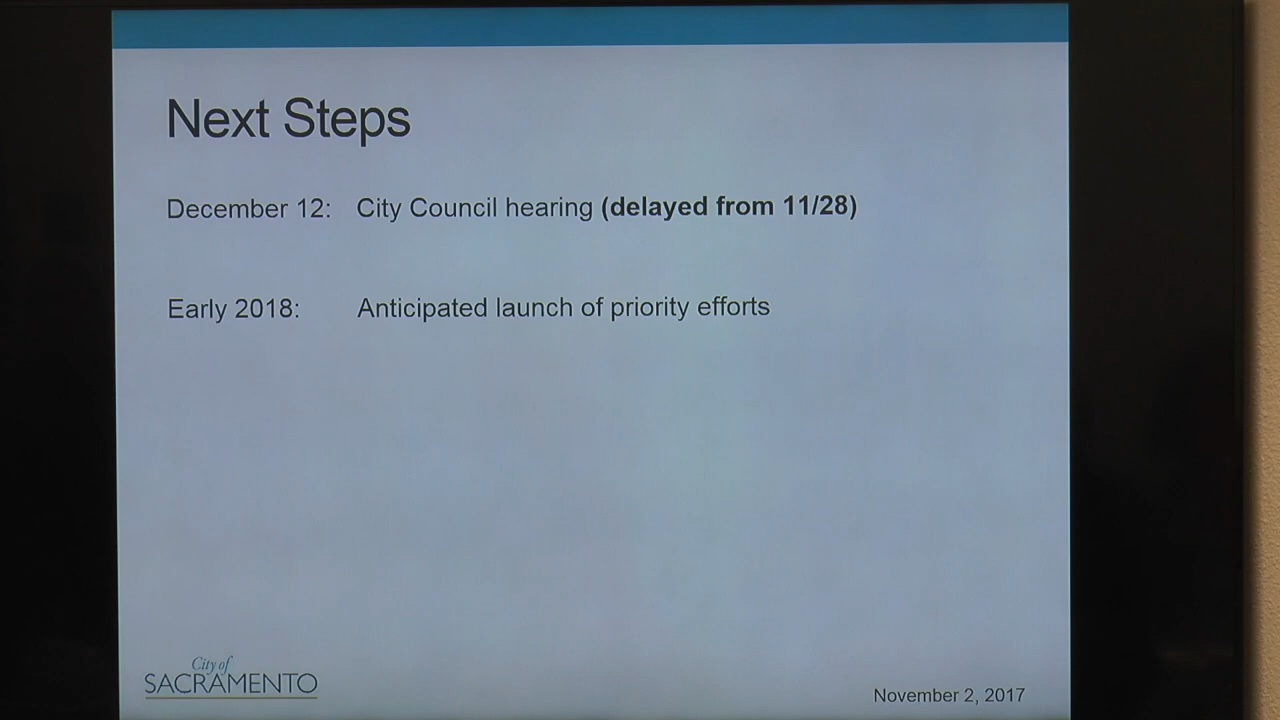 Next Steps
December 12: City Council hearing (delayed from 11/28)
Early 2018: Anticipated launch of priority efforts
City of
SACRAMENTO
November 2, 2017